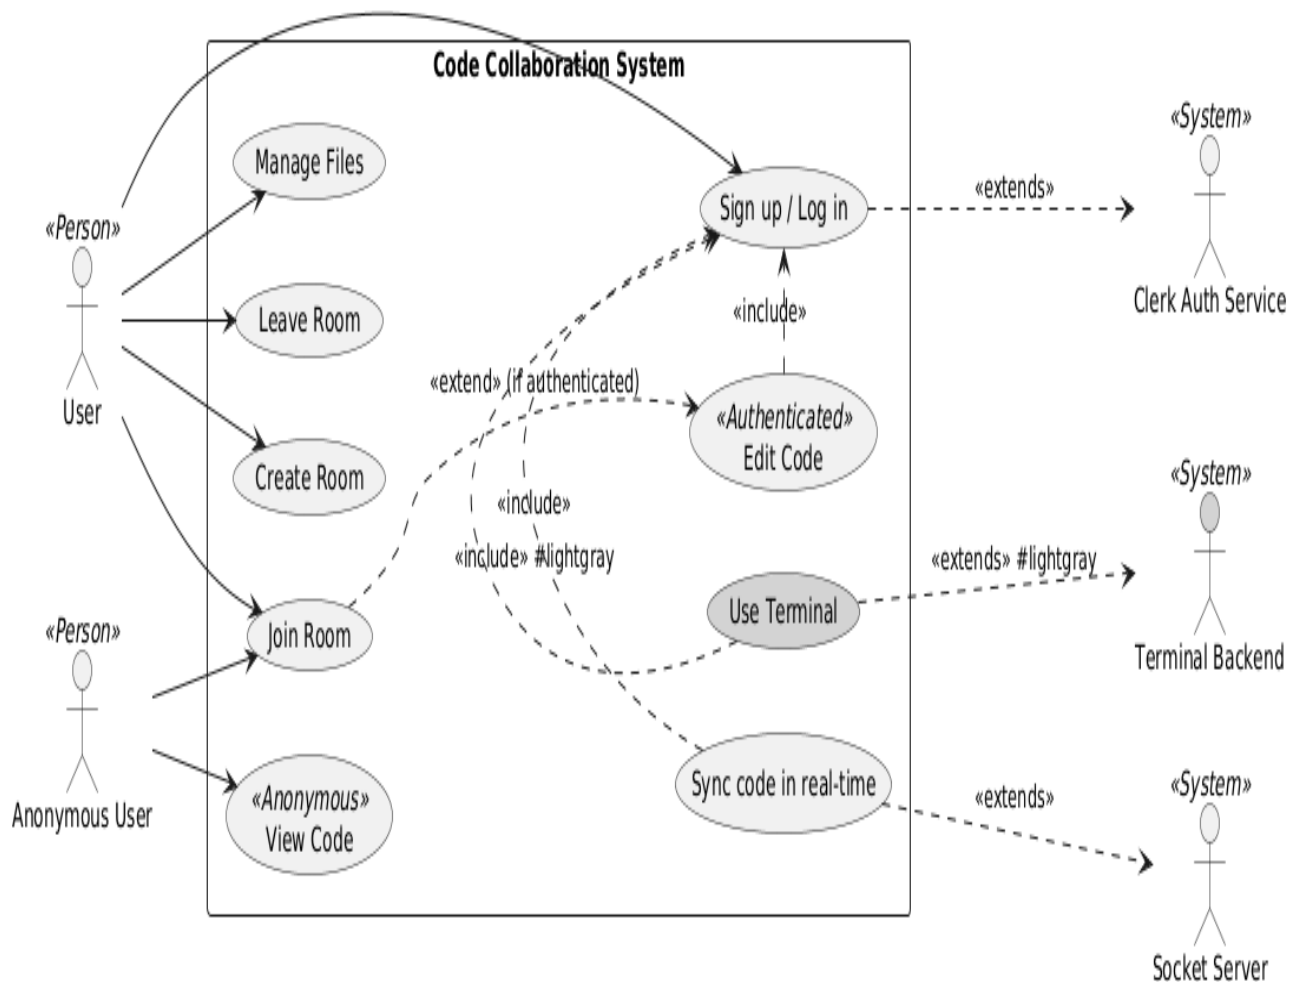 Code Collaboration System
«System»
Manage Files
Sign up / Log in
«extends»
«Person»
User
Clerk Auth Service
Leave Room
«include»
«extend» (if authenticated)
«Authenticated»
Edit Code
Create Room
«System»
«include»
«include» #lightgray
«extends» #lightgray
Use Terminal
Join Room
«Person»
Anonymous User
Terminal Backend
«Anonymous»
View Code
Sync code in real-time
«extends»
«System»
Socket Server